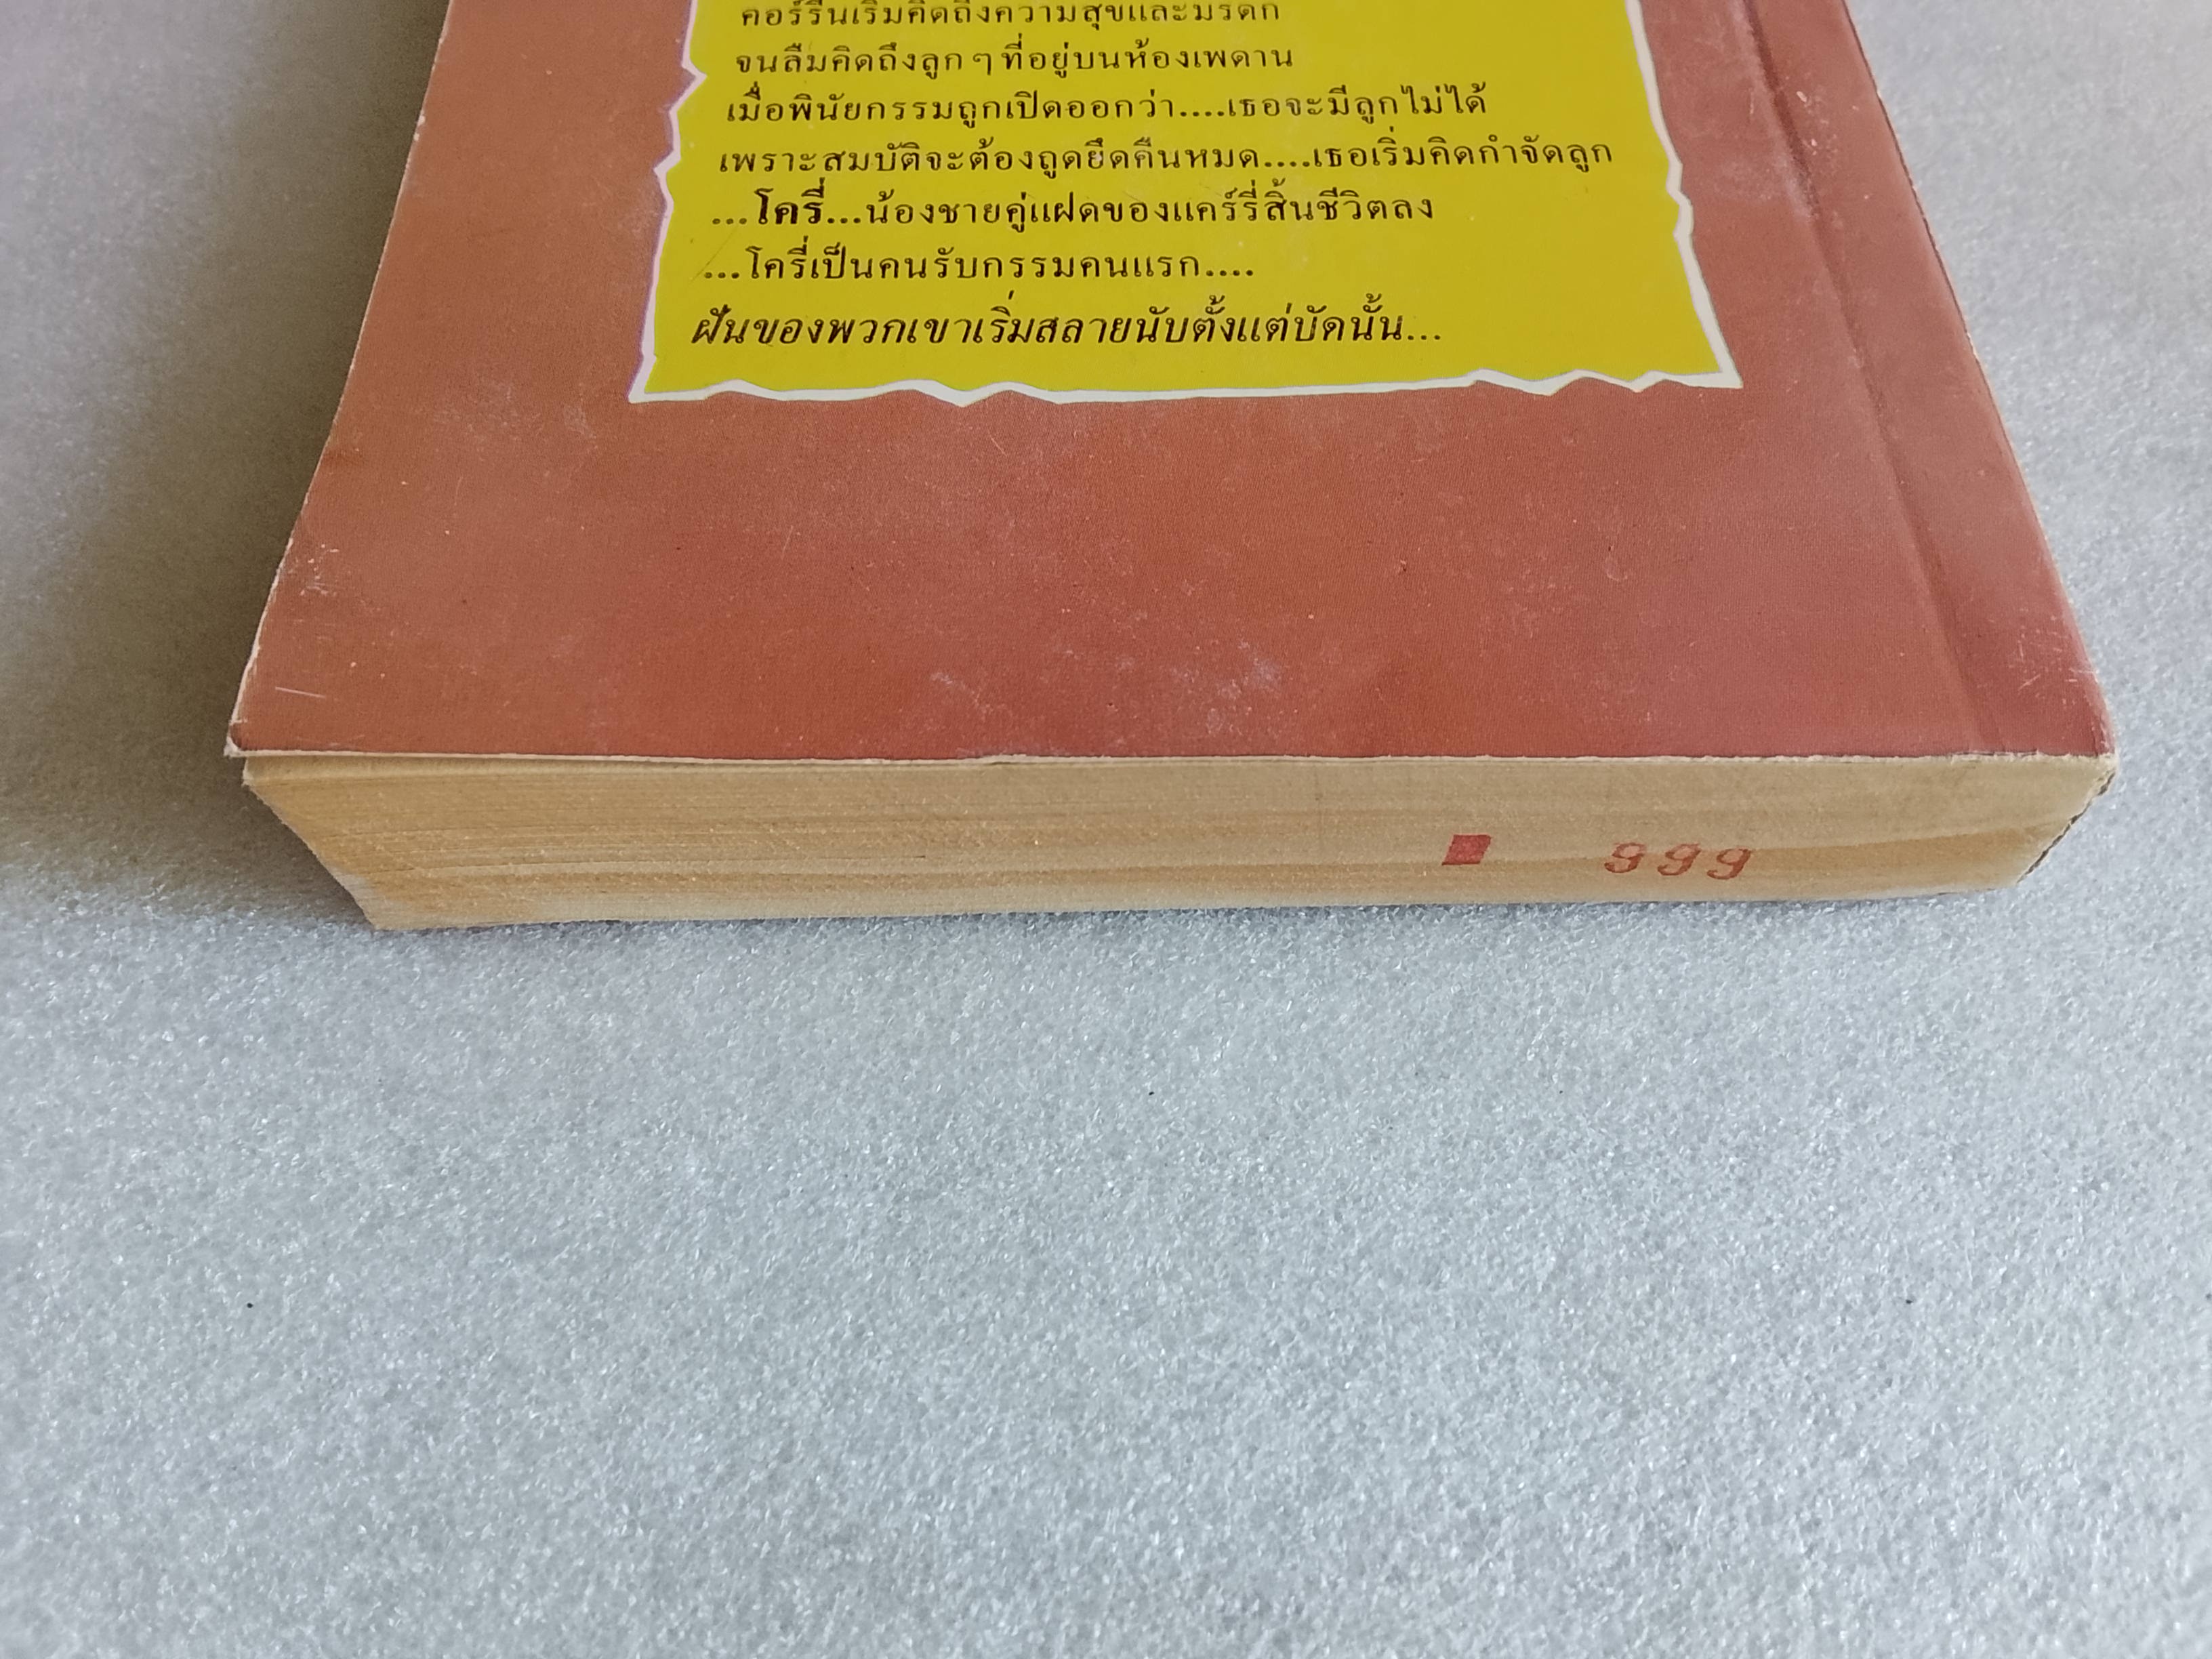 คอร์รีนเริ่มคิดถึงความสุขและมรดก
จนลืมคิดถึงลูกๆที่อยู่บนห้องเพดาน
เมื่อพินัยกรรมถูกเปิดออกว่า....เธอจะมีลูกไม่ได้
เพราะสมบัติจะต้องถูดยึดคืนหมด....เธอเริ่มคิดกำจัดลูก
...โครี่...น้องชายคู่แฝดของแคร์รี่สิ้นชีวิตลง
...โครี่เป็นคนรับกรรมคนแรก....
ฝันของพวกเขาเริ่มสลายนับตั้งแต่บัดนั้น...